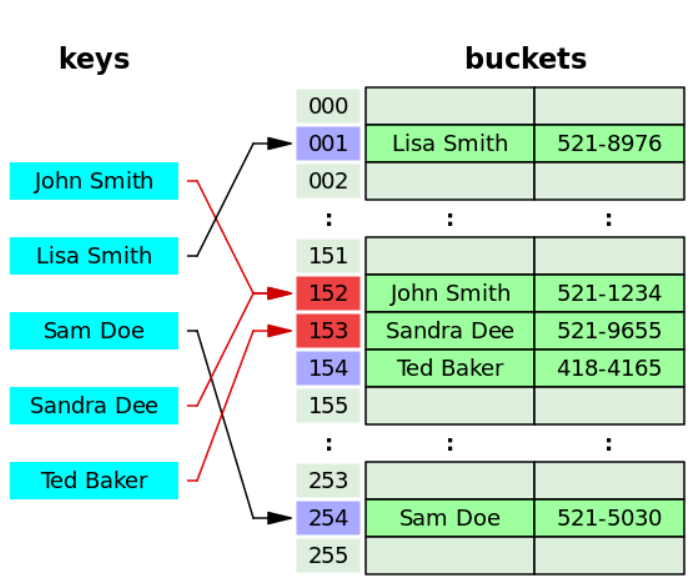 keys
buckets
John Smith
Lisa Smith
Sam Doe
Sandra Dee
Ted Baker
000
001 Lisa Smith 521-8976
002
: : :
151
152 John Smith 521-1234
153 Sandra Dee 521-9655
154 Ted Baker 418-4165
155
: : :
253
254 Sam Doe 521-5030
255